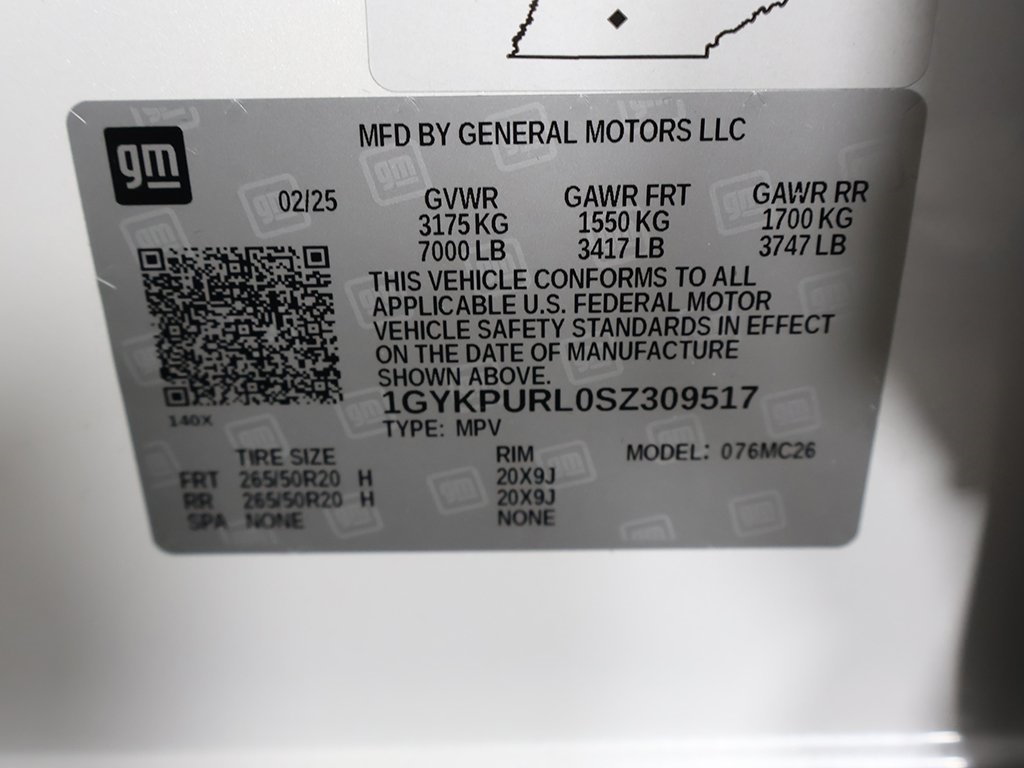 gm
MFD BY GENERAL MOTORS LLC
02/25
GVWR GAWR FRT GAWR RR
3175 KG 1550 KG 1700 KG
7000 LB 3417 LB 3747 LB
THIS VEHICLE CONFORMS TO ALL
APPLICABLE U.S. FEDERAL MOTOR
VEHICLE SAFETY STANDARDS IN EFFECT
ON THE DATE OF MANUFACTURE
SHOWN ABOVE.
1GYKPURL0SZ309517
140X
TYPE: MPV
TIRE SIZE RIM MODEL: 076MC26
FRT 265/50R20 H 20X9J
RR 265/50R20 H 20X9J
SPA NONE NONE